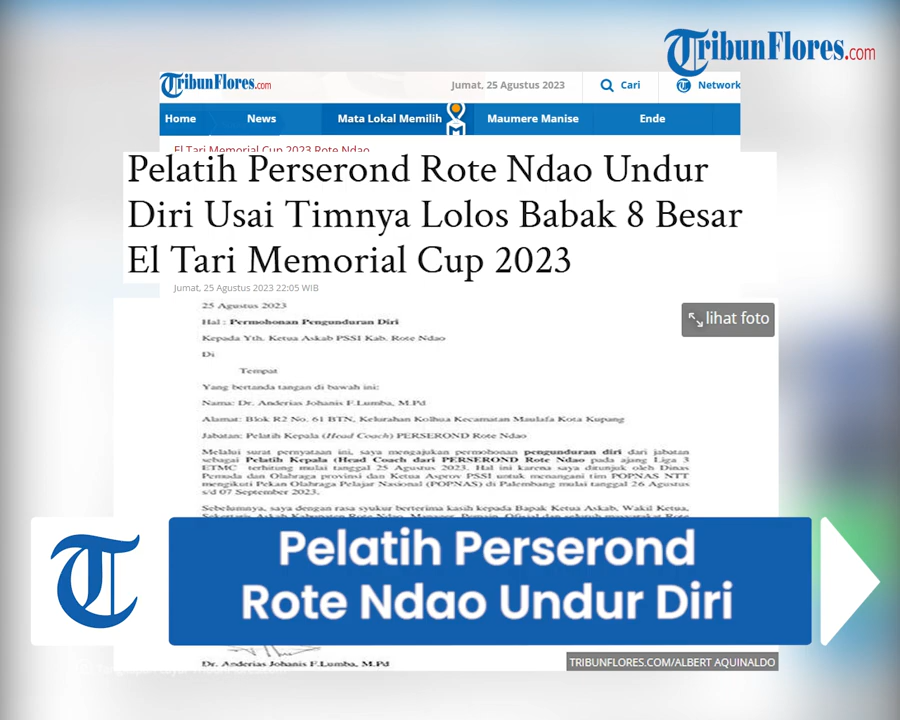 TribunFlores.com
TribunFlores.com
Jumat, 25 Agustus 2023
Cari
Network
Home
News
Mata Lokal Memilih
Maumere Manise
Ende
El Tari Memorial Cup 2023 Rote Ndao
Pelatih Perserond Rote Ndao Undur
Diri Usai Timnya Lolos Babak 8 Besar
El Tari Memorial Cup 2023
Jumat, 25 Agustus 2023 22:05 WIB
lihat foto
25 Agustus 2023
Hal : Permohonan Pengunduran Diri
Kepada Yth. Ketua Askab PSSI Kab. Rote Ndao
Di
Tempat
Yang bertanda tangan di bawah ini:
Nama: Dr. Anderias Johanis F.Lumba, M.Pd
Alamat: Blok R2 No. 61 BTN, Kelurahan Kolhua Kecamatan Maulafa Kota Kupang
Jabatan: Pelatih Kepala (Head Coach) PERSEROND Rote Ndao
Melalui surat pernyataan ini, saya mengajukan permohonan pengunduran diri dari jabatan
sebagai Pelatih Kepala (Head Coach dari PERSEROND Rote Ndao pada ajang Liga 3
ETMC terhitung mulai tanggal 25 Agustus 2023. Hal ini karena saya ditunjuk oleh Dinas
Pemuda dan Olahraga provinsi dan Ketua Asprov PSSI untuk menangani tim POPNAS NTT
mengikuti Pekan Olahraga Pelajar Nasional (POPNAS) di Palembang mulai tanggal 26 Agustus
s/d 07 September 2023.
Sebelumnya, saya dengan rasa syukur berterima kasih kepada Bapak Ketua Askab, Wakil Ketua,
Pelatih Perserond
Rote Ndao Undur Diri
Dr. Anderias Johanis F.Lumba, M.Pd
TRIBUNFLORES.COM/ALBERT AQUINALDO